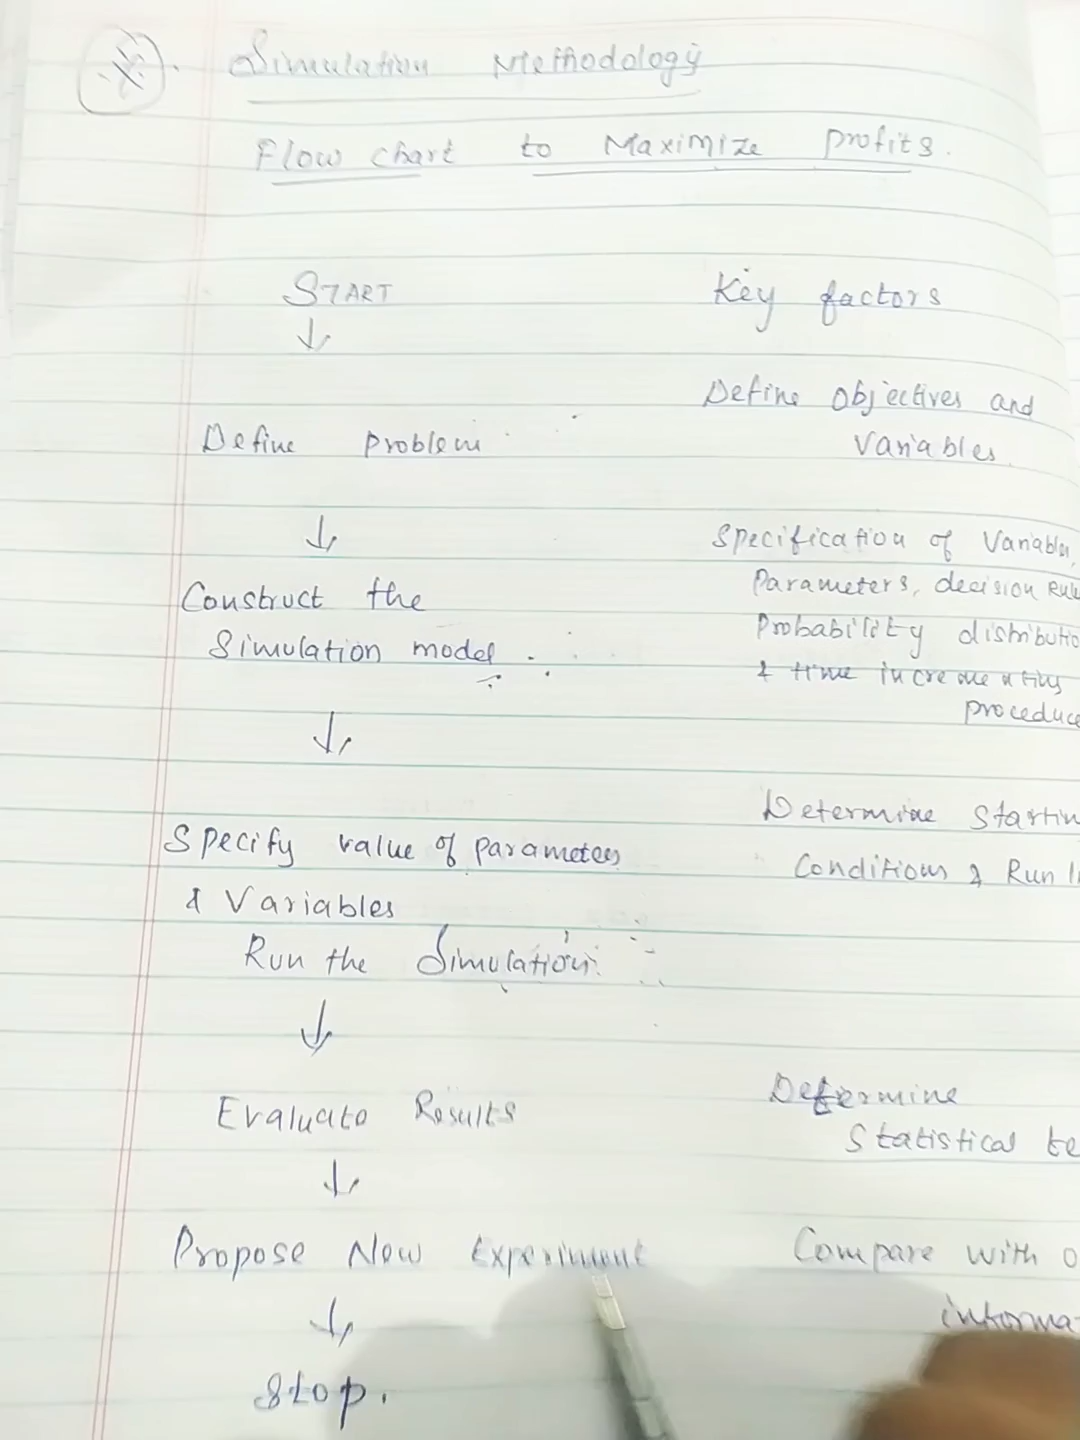 Simulation Methodology
Flow chart to Maximize profits.
START
Key factors
Define Problem
Define objectives and
Variables
Construct the
Simulation model
Specification of
Parameters, decision
Probability
& time incrementing
Specify value of parameters
& Variables
Run the Simulation
Determine
Conditions & Run
Evaluate Results
Determine
Statistical
Propose New Experiment
Compare with
Stop.